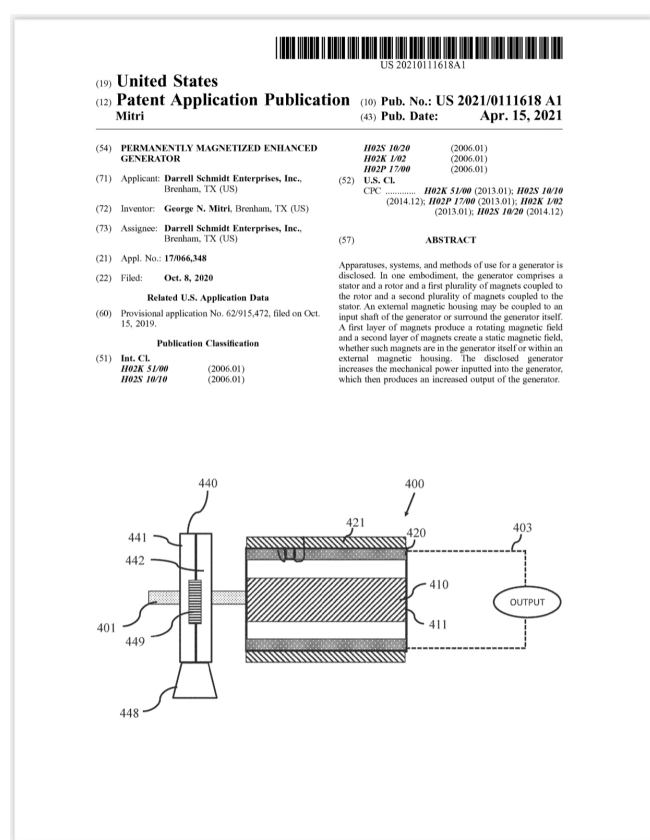 US 20210111618A1
(19) United States
(12) Patent Application Publication (10) Pub. No.: US 2021/0111618 A1
Mitri (43) Pub. Date: Apr. 15, 2021
(54) PERMANENTLY MAGNETIZED ENHANCED
GENERATOR
(71) Applicant: Darrell Schmidt Enterprises, Inc.,
Brenham, TX (US)
(72) Inventor: George N. Mitri, Brenham, TX (US)
(73) Assignee: Darrell Schmidt Enterprises, Inc.,
Brenham, TX (US)
(21) Appl. No.: 17/066,348
(22) Filed: Oct. 8, 2020
Related U.S. Application Data
(60) Provisional application No. 62/915,472, filed on Oct.
15, 2019.
Publication Classification
(51) Int. Cl.
H02K 51/00 (2006.01)
H02S 10/10 (2006.01)
H02S 10/20 (2006.01)
H02K 1/02 (2006.01)
H02P 17/00 (2006.01)
(52) U.S. Cl.
CPC ............ H02K 51/00 (2013.01); H02S 10/10
(2014.12); H02P 17/00 (2013.01); H02K 1/02
(2013.01); H02S 10/20 (2014.12)
(57) ABSTRACT
Apparatuses, systems, and methods of use for a generator is
disclosed. In one embodiment, the generator comprises a
stator and a rotor and a first plurality of magnets coupled to
the rotor and a second plurality of magnets coupled to the
stator. An external magnetic housing may be coupled to an
input shaft of the generator or surround the generator itself.
A first layer of magnets produce a rotating magnetic field
and a second layer of magnets create a static magnetic field,
whether such magnets are in the generator itself or within an
external magnetic housing. The disclosed generator
increases the mechanical power inputted into the generator,
which then produces an increased output of the generator.
440
400
441
421
420
403
442
410
OUTPUT
401
411
449
448